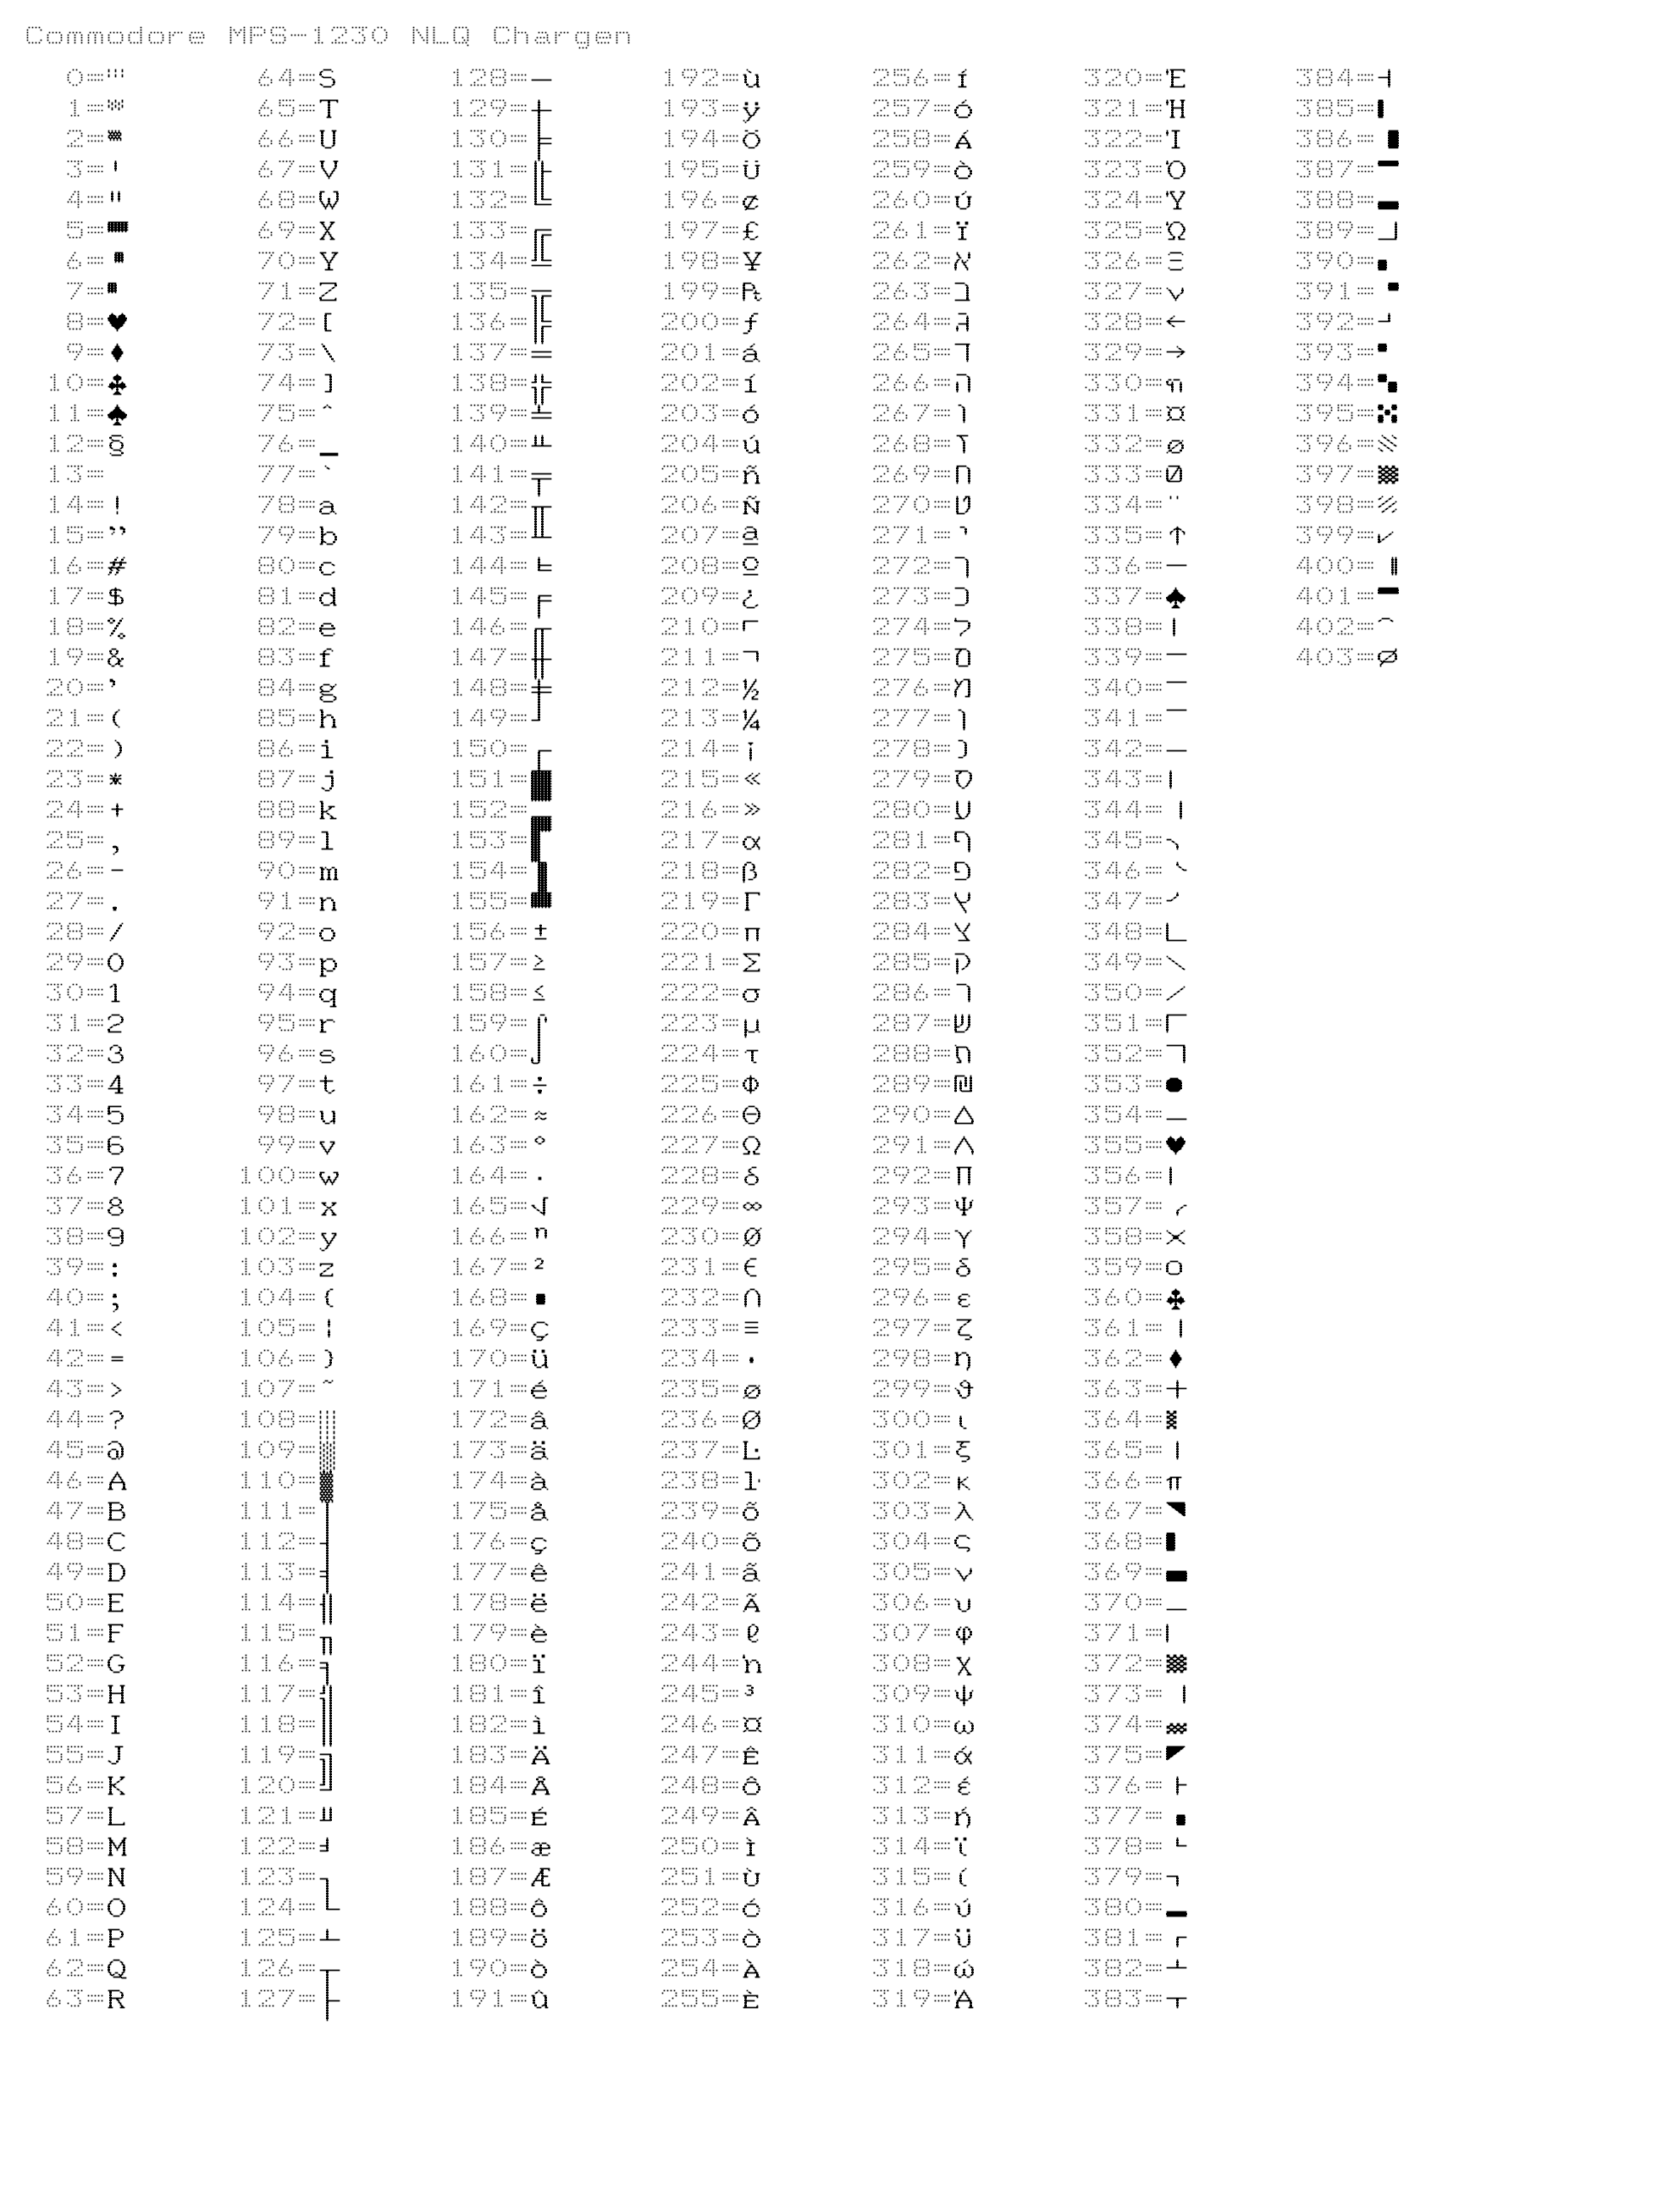 Commodore MPS-1230 NLQ Chargen
0= 64=S 128=─ 192=ù 256=í 320=Έ 384=┤
1= 65=T 129=┼ 193=ÿ 257=ó 321=Ή 385=▌
2= 66=U 130=╞ 194=Ö 258=Á 322=Ί 386=▐
3=' 67=V 131=╟ 195=Ü 259=ò 323=Ό 387=▔
4=" 68=W 132=╚ 196=¢ 260=ú 324=Ύ 388=▂
5= 69=X 133=╔ 197=£ 261=Ï 325=Ώ 389=┘
6= 70=Y 134=╩ 198=¥ 262=א 326=Ξ 390=▖
7= 71=Z 135=╦ 199=₧ 263=ב 327=ν 391=▝
8=♥ 72=[ 136=╠ 200=ƒ 264=ג 328=← 392=┘
9=♦ 73=\ 137=═ 201=á 265=ד 329=→ 393=▘
10=♣ 74=] 138=╬ 202=í 266=ה 330= 394=▚
11=♠ 75=^ 139=╧ 203=ó 267=ו 331=¤ 395=
12=§ 76=_ 140=╨ 204=ú 268=ז 332=ø 396=
13= 77=` 141=╤ 205=ñ 269=ח 333=Ø 397=▒
14=! 78=a 142=╥ 206=Ñ 270=ט 334=¨ 398=
15=” 79=b 143=╨ 207=ª 271=י 335=↑ 399=✓
16=# 80=c 144=╘ 208=º 272=ך 336=─ 400=‖
17=$ 81=d 145=╒ 209=¿ 273=כ 337=♠ 401=▔
18=% 82=e 146=╓ 210=⌐ 274=ל 338=│ 402=⌒
19=& 83=f 147=╫ 211=¬ 275=ם 339=─ 403=Ø
20=’ 84=g 148=╪ 212=½ 276=מ 340=─
21=( 85=h 149=┘ 213=¼ 277=ן 341=▔
22=) 86=i 150=┌ 214=¡ 278=נ 342=─
23=* 87=j 151=█ 215=« 279=ס 343=│
24=+ 88=k 152=▄ 216=» 280=ע 344=│
25=, 89=l 153=▌ 217=α 281=ף 345=╮
26=- 90=m 154=▐ 218=β 282=פ 346=╰
27=. 91=n 155=▀ 219=Γ 283=ץ 347=╯
28=/ 92=o 156=± 220=π 284=צ 348=└
29=0 93=p 157=≥ 221=Σ 285=ק 349=╲
30=1 94=q 158=≤ 222=σ 286=ר 350=╱
31=2 95=r 159=⌠ 223=µ 287=ש 351=┌
32=3 96=s 160=⌡ 224=τ 288=ת 352=┐
33=4 97=t 161=÷ 225=Φ 289=₪ 353=●
34=5 98=u 162=≈ 226=Θ 290=Δ 354=─
35=6 99=v 163=° 227=Ω 291=Λ 355=♥
36=7 100=w 164=· 228=δ 292=Π 356=│
37=8 101=x 165=√ 229=∞ 293=Ψ 357=╭
38=9 102=y 166=ⁿ 230=Ø 294=γ 358=╳
39=: 103=z 167=² 231=∈ 295=δ 359=○
40=; 104={ 168=■ 232=∩ 296=ε 360=♣
41=< 105=¦ 169=Ç 233=≡ 297=ζ 361=│
42== 106=} 170=ü 234=· 298=η 362=♦
43=> 107=~ 171=é 235=ø 299=ϑ 363=┼
44=? 108=░ 172=â 236=Ø 300=ι 364=▒
45=@ 109=▒ 173=ä 237=Ŀ 301=ξ 365=│
46=A 110=▓ 174=à 238=ŀ 302=κ 366=π
47=B 111=│ 175=å 239=õ 303=λ 367=◥
48=C 112=┤ 176=ç 240=õ 304=ς 368=▌
49=D 113=╡ 177=ê 241=ã 305=ν 369=▄
50=E 114=╢ 178=ë 242=Ã 306=υ 370=▁
51=F 115=╖ 179=è 243=ℓ 307=φ 371=▏
52=G 116=╕ 180=ï 244=ŉ 308=χ 372=▒
53=H 117=╣ 181=î 245=³ 309=ψ 373=▕
54=I 118=║ 182=ì 246=¤ 310=ω 374=
55=J 119=╗ 183=Ä 247=Ê 311=ά 375=◤
56=K 120=╝ 184=Å 248=ô 312=έ 376=├
57=L 121=╜ 185=É 249=Â 313=ή 377=▗
58=M 122=╛ 186=æ 250=Ì 314=ϊ 378=└
59=N 123=┐ 187=Æ 251=Ù 315=ί 379=┐
60=O 124=└ 188=ô 252=ó 316=ύ 380=▂
61=P 125=┴ 189=ö 253=ò 317=ϋ 381=┌
62=Q 126=┬ 190=ò 254=À 318=ώ 382=┴
63=R 127=├ 191=û 255=È 319=Ά 383=┬